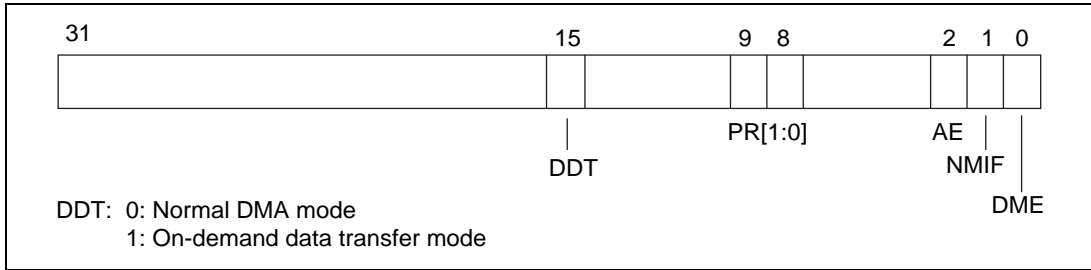 31 15 9 8 2 1 0
PR[1:0] AE
DDT NMIF
DME
DDT: 0: Normal DMA mode
1: On-demand data transfer mode